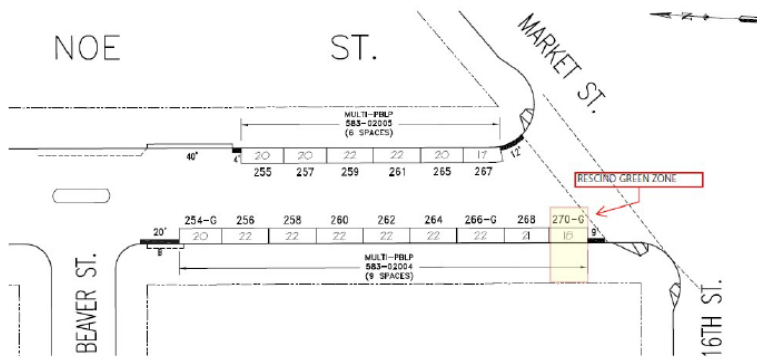 NOE ST.
MARKET ST.
N
MULTI-PBLP
583-02005
(6 SPACES)
40' 4' 20 20 22 22 20 17 12'
255 257 259 261 265 267
RESCIND GREEN ZONE
254-G 256 258 260 262 264 266-G 268 270-G
20' 20 22 22 22 22 22 22 21 18 9'
8'
MULTI-PBLP
583-02004
(9 SPACES)
BEAVER ST.
16TH ST.